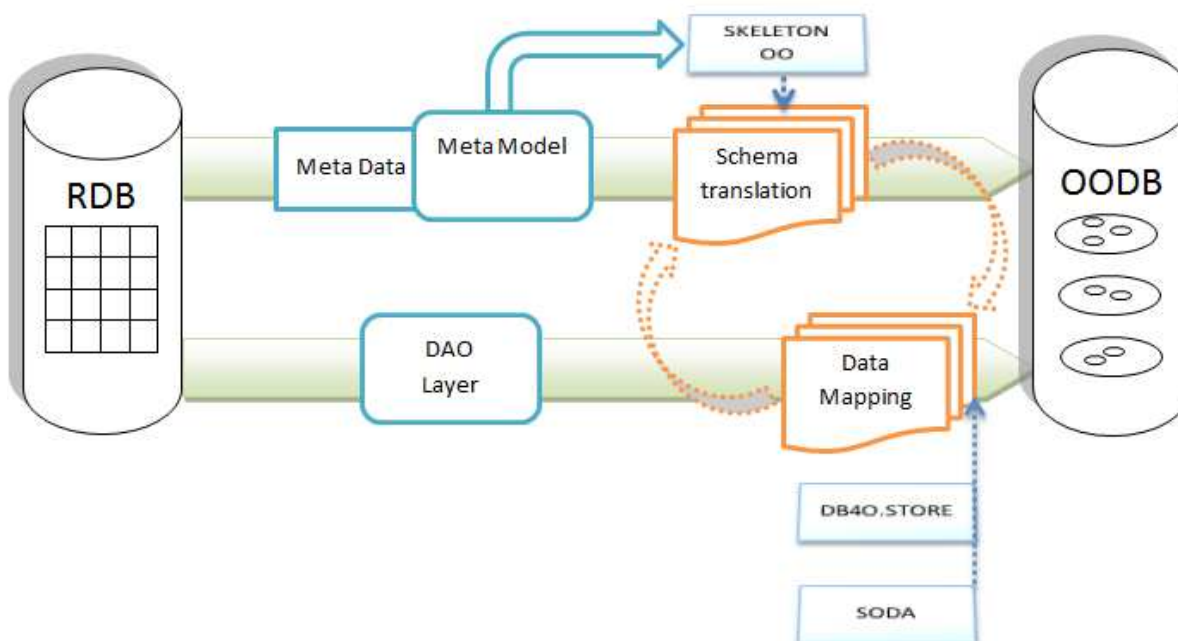 SKELETON
OO
RDB
Meta Data
Meta Model
Schema
translation
OODB
DAO
Layer
Data
Mapping
DB4O.STORE
SODA